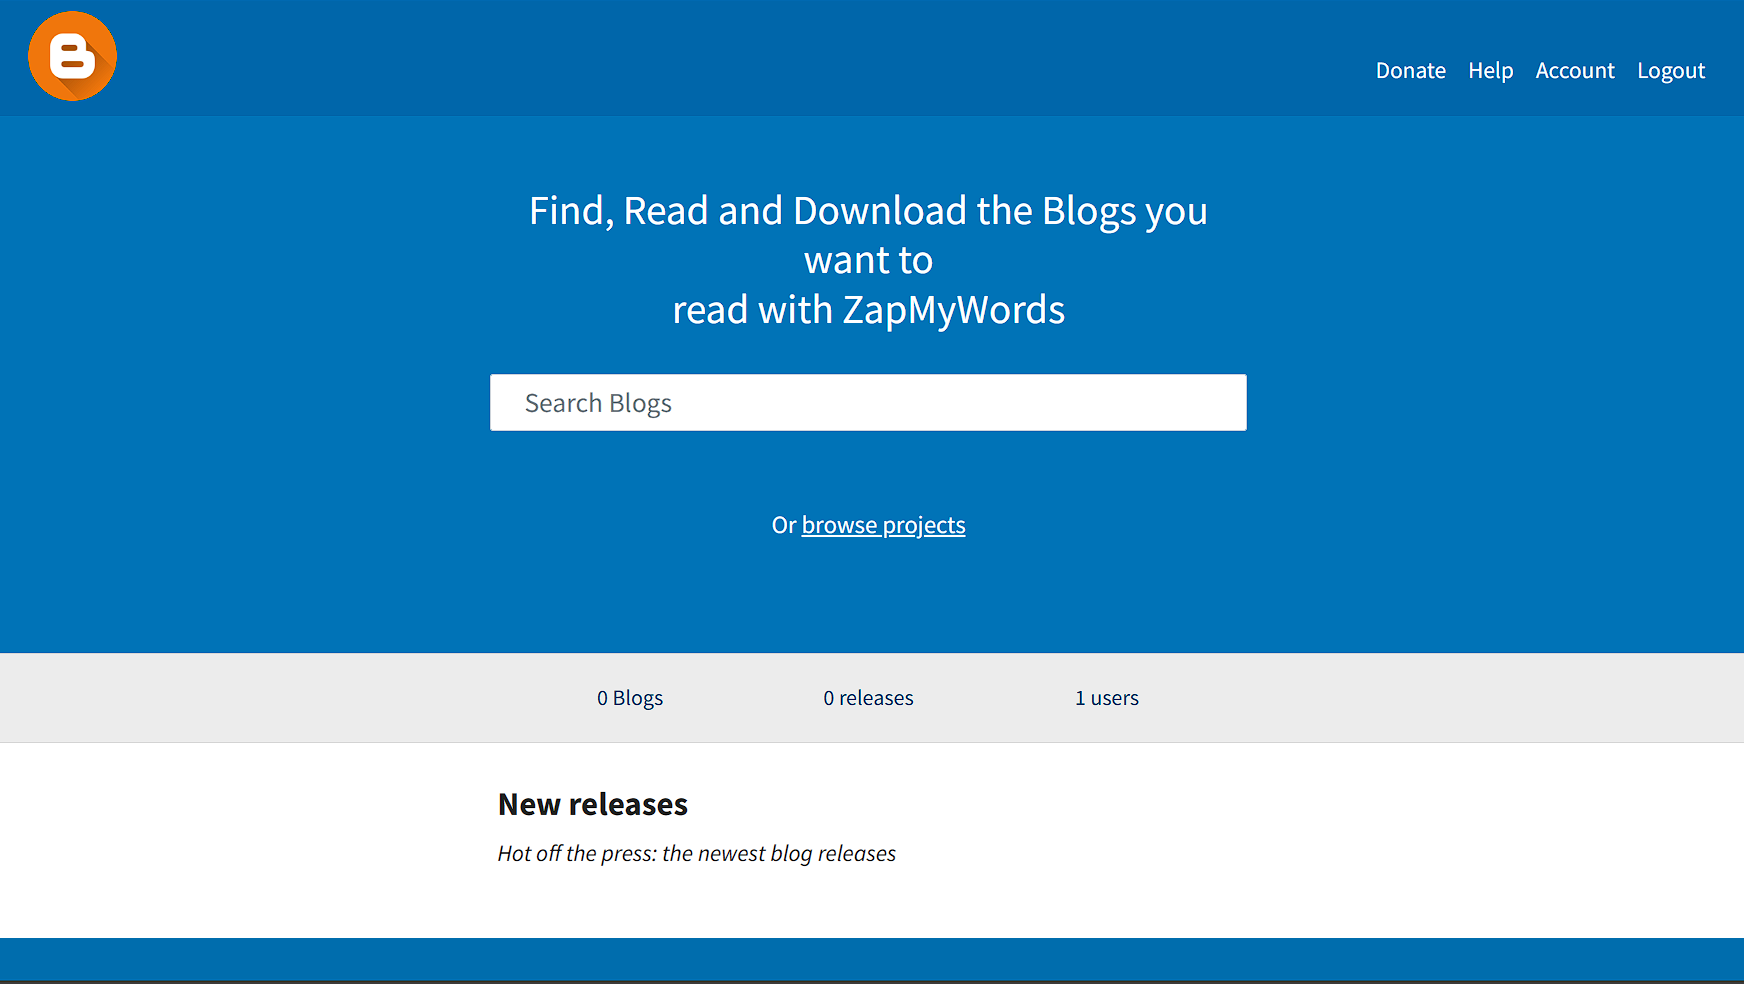 B
Donate Help Account Logout
Find, Read and Download the Blogs you
want to
read with ZapMyWords
Search Blogs
Or browse projects
0 Blogs 0 releases 1 users
New releases
Hot off the press: the newest blog releases